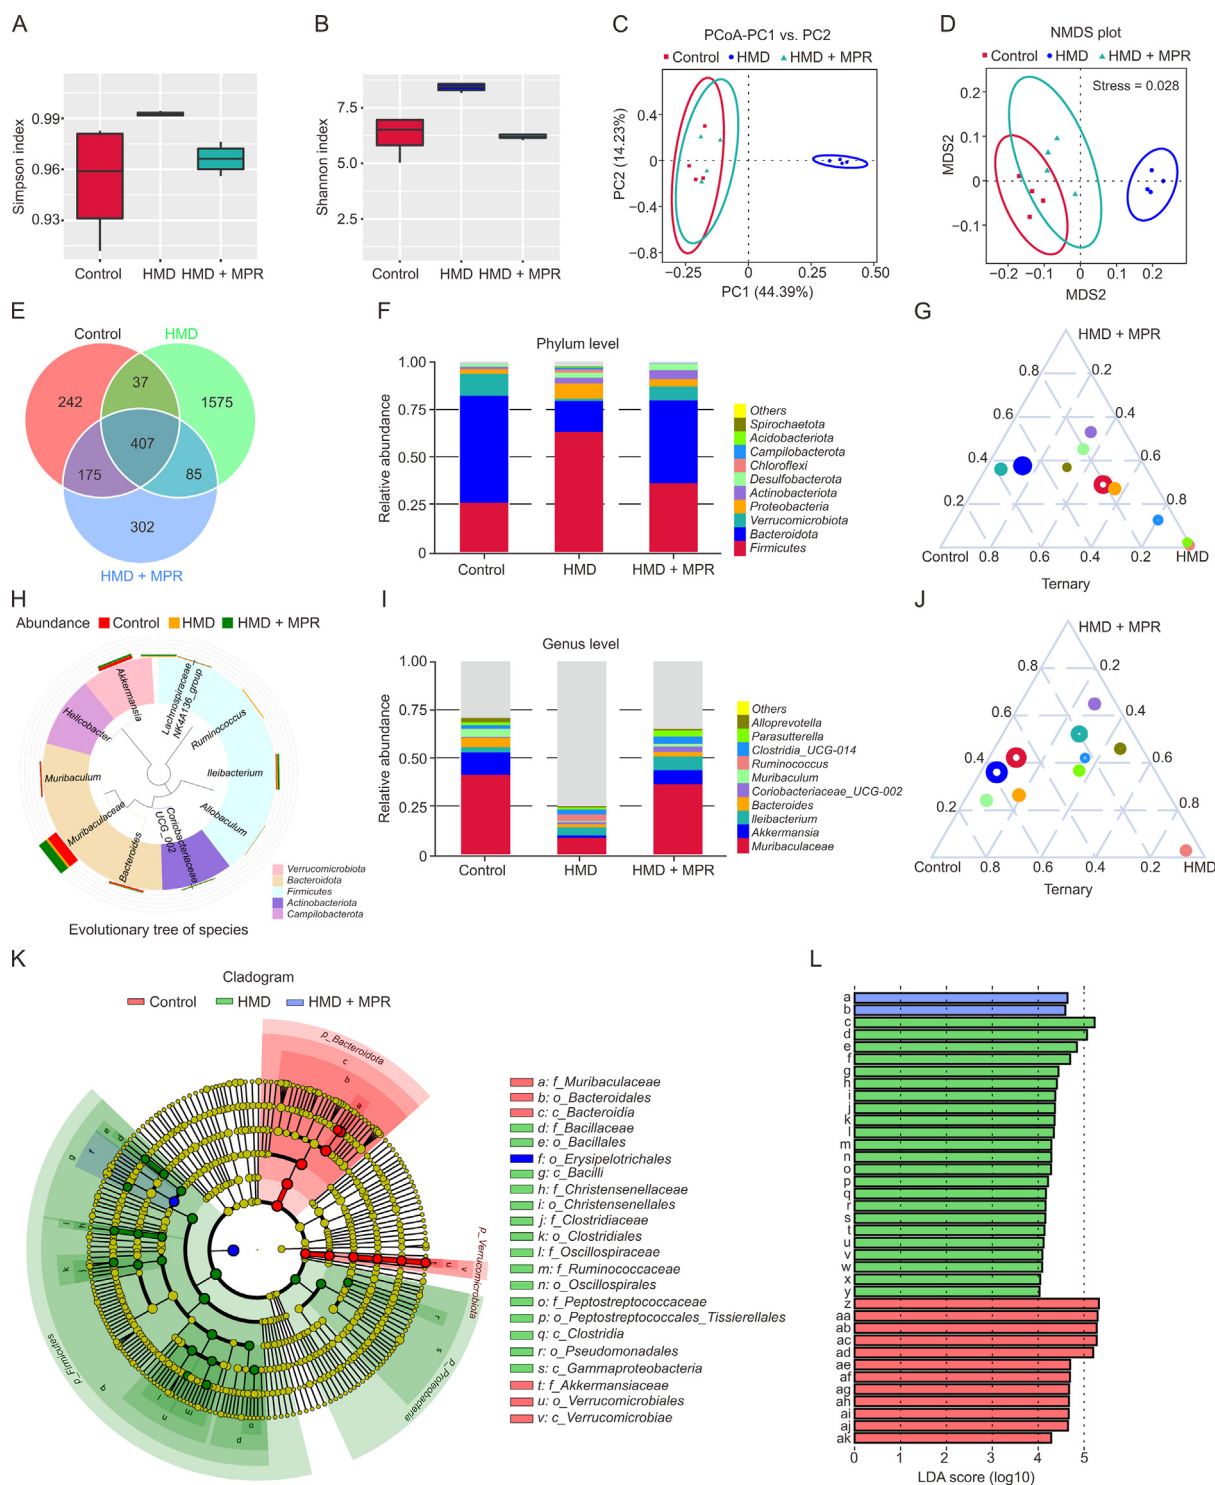 A
Simpson index
0.99
0.96
0.93
Control HMD HMD + MPR
B
Shannon index
7.5
5.0
2.5
Control HMD HMD + MPR
C
PCoA-PC1 vs. PC2
Control HMD HMD + MPR
PC2 (14.23%)
0.4
0
−0.4
−0.8
−0.25 0 0.25 0.50
PC1 (44.39%)
D
NMDS plot
Control HMD HMD + MPR
Stress = 0.028
MDS2
0.2
0.1
0
−0.1
−0.2 −0.1 0 0.1 0.2
MDS2
E
Control HMD
242 37 1575
407
175 85
302
HMD + MPR
F
Phylum level
Relative abundance
1.00
0.75
0.50
0.25
0
Control HMD HMD + MPR
Others
Spirochaetota
Acidobacteriota
Campilobacterota
Chloroflexi
Desulfobacterota
Actinobacteriota
Proteobacteria
Verrucomicrobiota
Bacteroidota
Firmicutes
G
HMD + MPR
0.8 0.2
0.6 0.4
0.4 0.6
0.2 0.8
Control 0.8 0.6 0.4 0.2 HMD
Ternary
H
Abundance Control HMD HMD + MPR
Akkermansia
Lachnospiraceae_
NK4A136_group
Ruminococcus
Ileibacterium
Allobaculum
Coriobacteriaceae_
UCG_002
Bacteroides
Muribaculaceae
Muribaculum
Helicobacter
Verrucomicrobiota
Bacteroidota
Firmicutes
Actinobacteriota
Campilobacterota
Evolutionary tree of species
I
Genus level
Relative abundance
1.00
0.75
0.50
0.25
0
Control HMD HMD + MPR
Others
Alloprevotella
Parasutterella
Clostridia_UCG-014
Ruminococcus
Muribaculum
Coriobacteriaceae_UCG-002
Bacteroides
Ileibacterium
Akkermansia
Muribaculaceae
J
HMD + MPR
0.8 0.2
0.6 0.4
0.4 0.6
0.2 0.8
Control 0.8 0.6 0.4 0.2 HMD
Ternary
K
Cladogram
Control HMD HMD + MPR
p_Bacteroidota
c
b
a
p_Verrucomicrobiota
u v
p_Proteobacteria
r
s
p_Firmicutes
d
e
f
g
h
i
j
k
l
m
n
o
p
q
a: f_Muribaculaceae
b: o_Bacteroidales
c: c_Bacteroidia
d: f_Bacillaceae
e: o_Bacillales
f: o_Erysipelotrichales
g: c_Bacilli
h: f_Christensenellaceae
i: o_Christensenellales
j: f_Clostridiaceae
k: o_Clostridiales
l: f_Oscillospiraceae
m: f_Ruminococcaceae
n: o_Oscillospirales
o: f_Peptostreptococcaceae
p: o_Peptostreptococcales_Tissierellales
q: c_Clostridia
r: o_Pseudomonadales
s: c_Gammaproteobacteria
t: f_Akkermansiaceae
u: o_Verrucomicrobiales
v: c_Verrucomicrobiae
L
a
b
c
d
e
f
g
h
i
j
k
l
m
n
o
p
q
r
s
t
u
v
w
x
y
z
aa
ab
ac
ad
ae
af
ag
ah
ai
aj
ak
0 1 2 3 4 5
LDA score (log10)